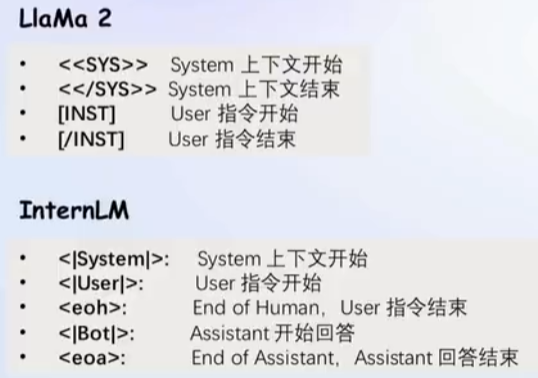 LlaMa 2
• <<SYS>> System 上下文开始
• <</SYS>> System 上下文结束
• [INST] User 指令开始
• [/INST] User 指令结束
InternLM
• <|System|>: System 上下文开始
• <|User|>: User 指令开始
• <eoh>: End of Human，User 指令结束
• <|Bot|>: Assistant 开始回答
• <eoa>: End of Assistant，Assistant 回答结束